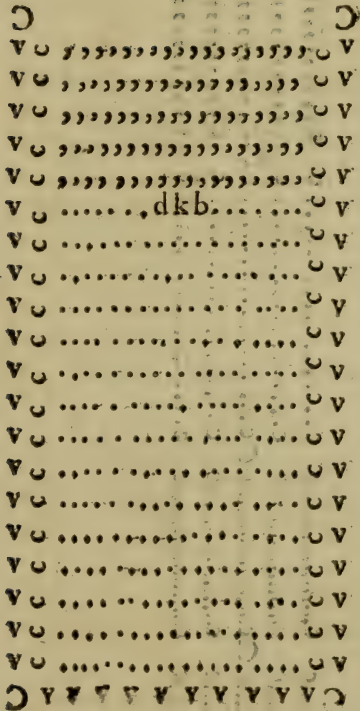 Ɔ Ɔ
v c ,,,,,,,,,,,,,,,,,, c v
v c ,,,,,,,,,,,,,,,,,, c v
v c ,,,,,,,,,,,,,,,,,, c v
v c ,,,,,,,,,,,,,,,,,, c v
v c ,,,,,,,,,,,,,,,,,, c v
v c .......dkb....... c v
v c .................. c v
v c .................. c v
v c .................. c v
v c .................. c v
v c .................. c v
v c .................. c v
v c .................. c v
v c .................. c v
v c .................. c v
v c .................. c v
v c .................. c v
v c .................. c v
v c .................. c v
v c .................. c v
Ɔ v v v v v v v v v v Ɔ